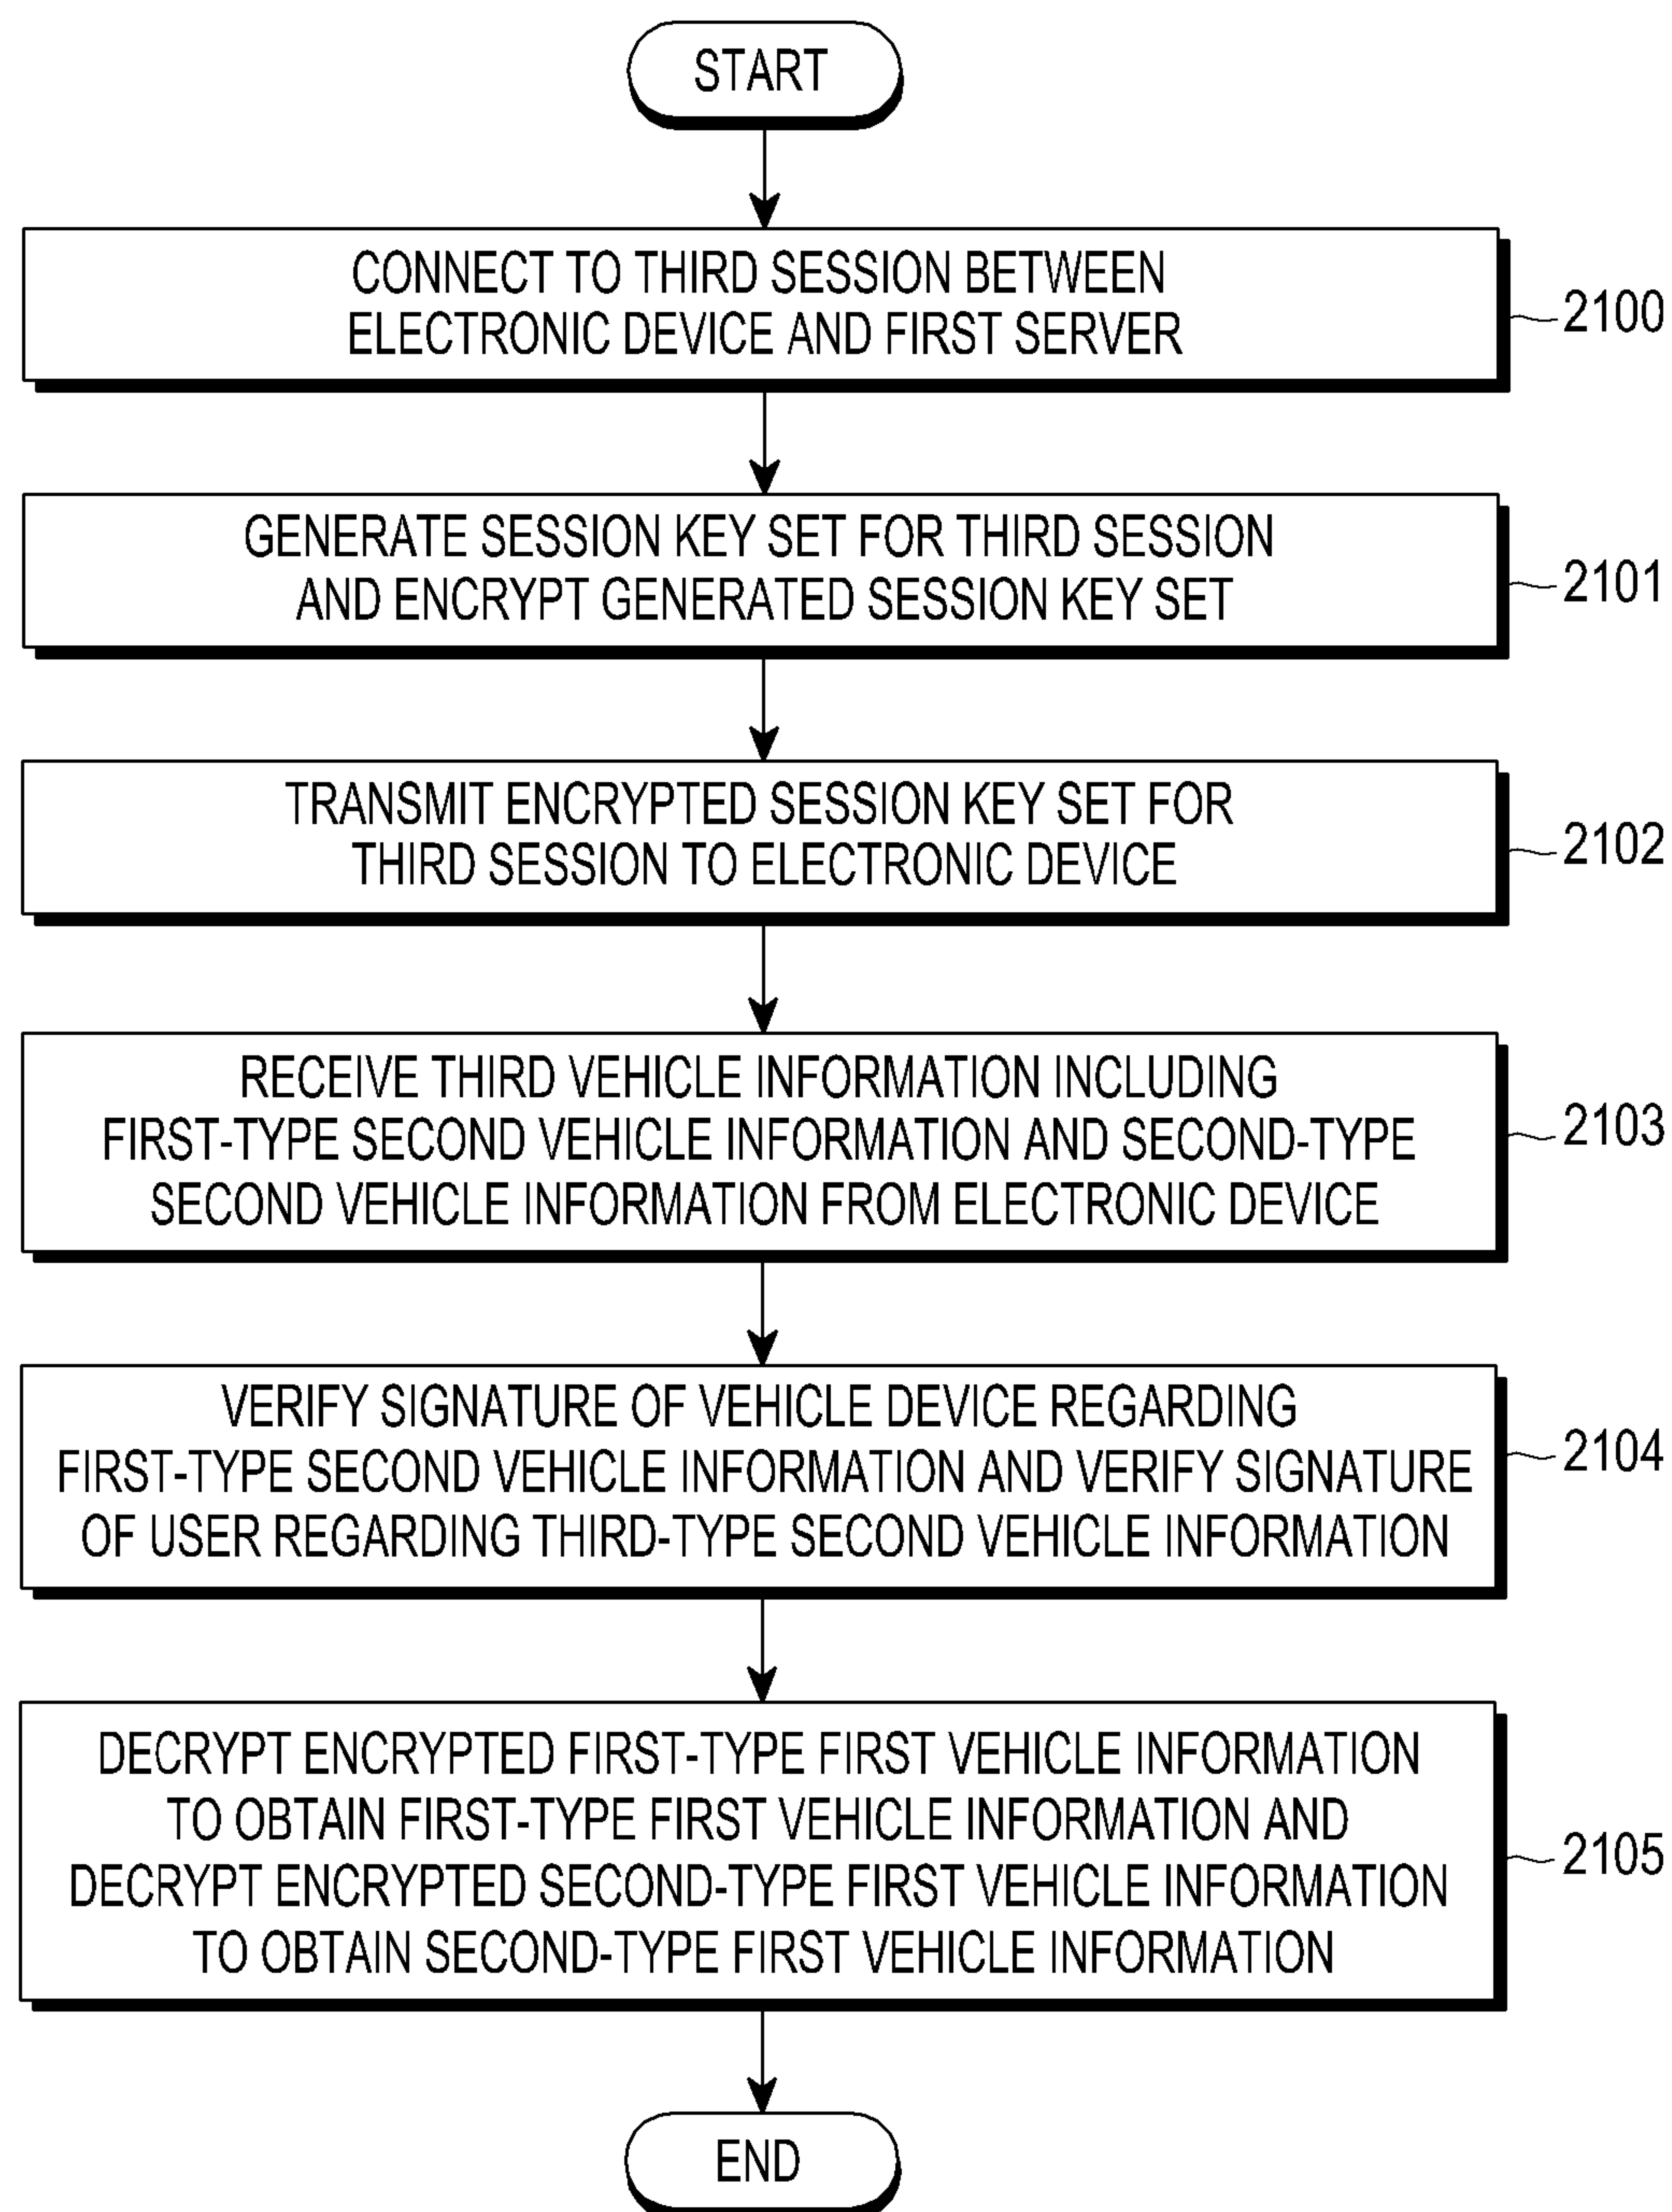 START
CONNECT TO THIRD SESSION BETWEEN
ELECTRONIC DEVICE AND FIRST SERVER
2100
GENERATE SESSION KEY SET FOR THIRD SESSION
AND ENCRYPT GENERATED SESSION KEY SET
2101
TRANSMIT ENCRYPTED SESSION KEY SET FOR
THIRD SESSION TO ELECTRONIC DEVICE
2102
RECEIVE THIRD VEHICLE INFORMATION INCLUDING
FIRST-TYPE SECOND VEHICLE INFORMATION AND SECOND-TYPE
SECOND VEHICLE INFORMATION FROM ELECTRONIC DEVICE
2103
VERIFY SIGNATURE OF VEHICLE DEVICE REGARDING
FIRST-TYPE SECOND VEHICLE INFORMATION AND VERIFY SIGNATURE
OF USER REGARDING THIRD-TYPE SECOND VEHICLE INFORMATION
2104
DECRYPT ENCRYPTED FIRST-TYPE FIRST VEHICLE INFORMATION
TO OBTAIN FIRST-TYPE FIRST VEHICLE INFORMATION AND
DECRYPT ENCRYPTED SECOND-TYPE FIRST VEHICLE INFORMATION
TO OBTAIN SECOND-TYPE FIRST VEHICLE INFORMATION
2105
END